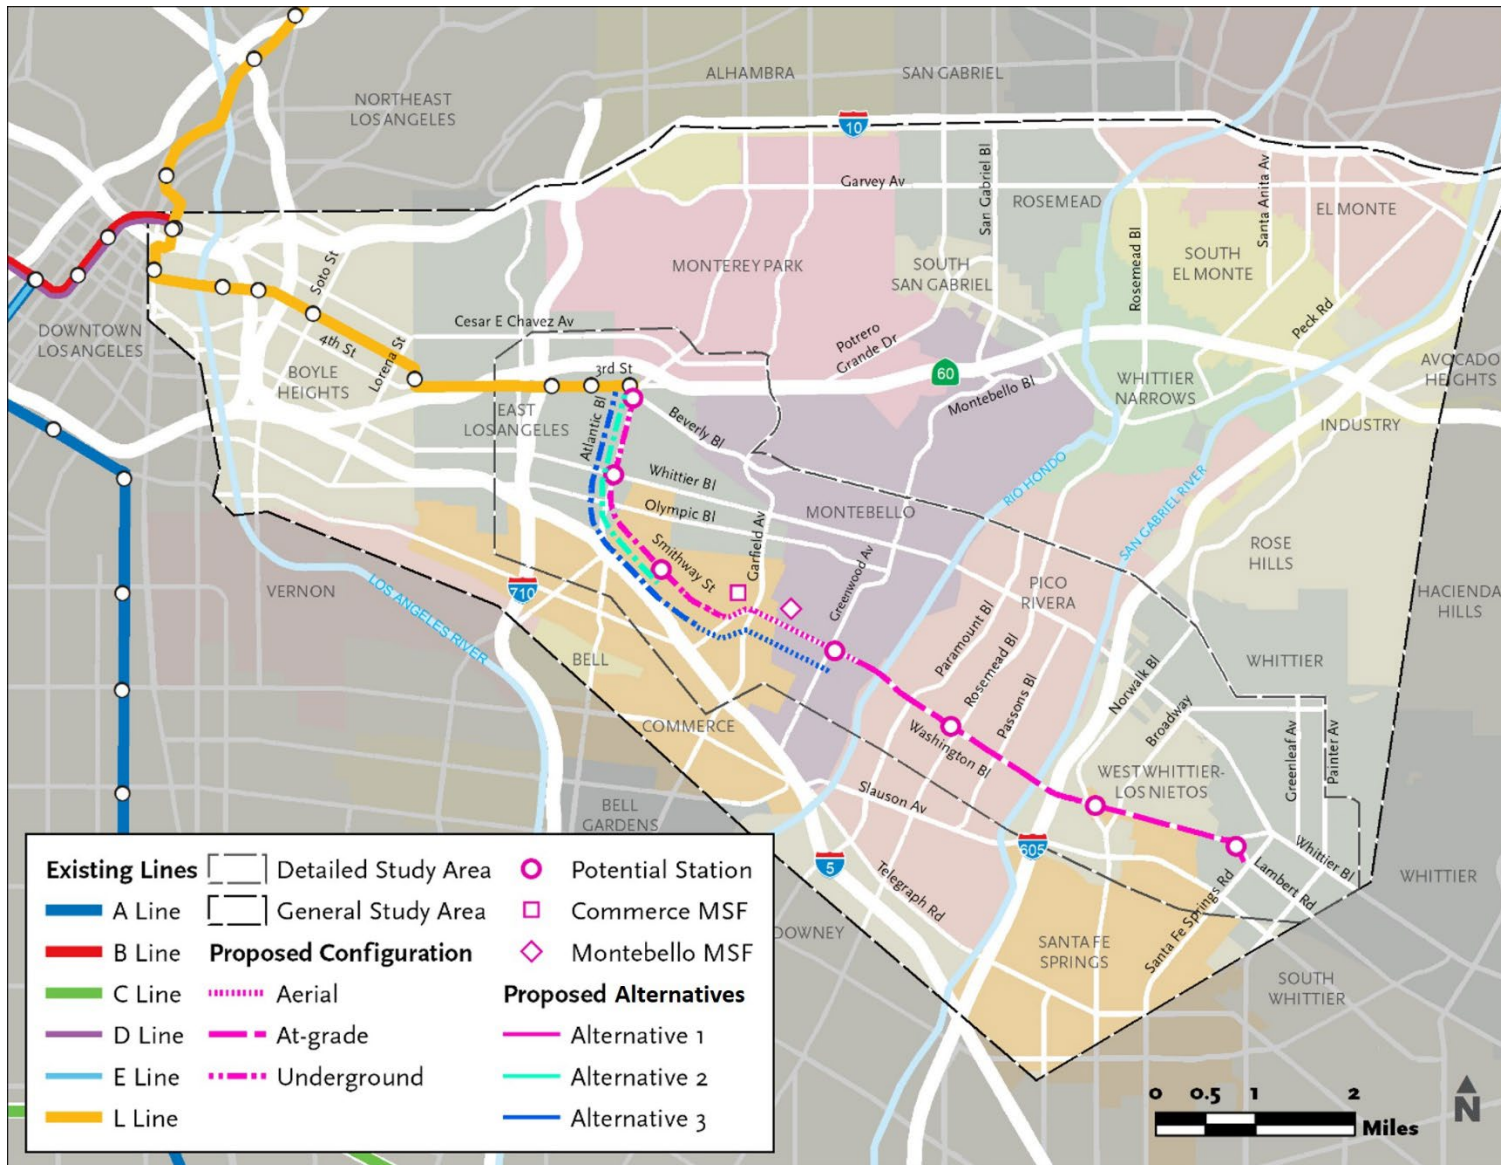 ALHAMBRA
SAN GABRIEL
NORTHEAST
LOS ANGELES
10
Garvey Av
San Gabriel Bl
ROSEMEAD
Santa Anita Av
EL MONTE
Rosemead Bl
SOUTH
EL MONTE
MONTEREY PARK
SOUTH
SAN GABRIEL
Soto St
Peck Rd
DOWNTOWN
LOS ANGELES
Cesar E Chavez Av
4th St
Lorena St
BOYLE
HEIGHTS
Potrero
Grande Dr
3rd St
60
Montebello Bl
WHITTIER
NARROWS
AVOCADO
HEIGHTS
EAST
LOS ANGELES
Atlantic Bl
Beverly Bl
INDUSTRY
Whittier Bl
Olympic Bl
RIO HONDO
SAN GABRIEL RIVER
MONTEBELLO
Garfield Av
Smithway St
Greenwood Av
ROSE
HILLS
VERNON
LOS ANGELES RIVER
710
PICO
RIVERA
HACIENDA
HILLS
BELL
Paramount Bl
Rosemead Bl
Passons Bl
Norwalk Bl
WHITTIER
Broadway
COMMERCE
Washington Bl
Greenleaf Av
Painter Av
WEST WHITTIER-
LOS NIETOS
Slauson Av
BELL
GARDENS
605
5
Telegraph Rd
Whittier Bl
Lambert Rd
WHITTIER
Santa Fe Springs Rd
DOWNEY
SANTA FE
SPRINGS
SOUTH
WHITTIER
Existing Lines
A Line
B Line
C Line
D Line
E Line
L Line
Detailed Study Area
General Study Area
Proposed Configuration
Aerial
At-grade
Underground
Potential Station
Commerce MSF
Montebello MSF
Proposed Alternatives
Alternative 1
Alternative 2
Alternative 3
0 0.5 1 2
Miles
N